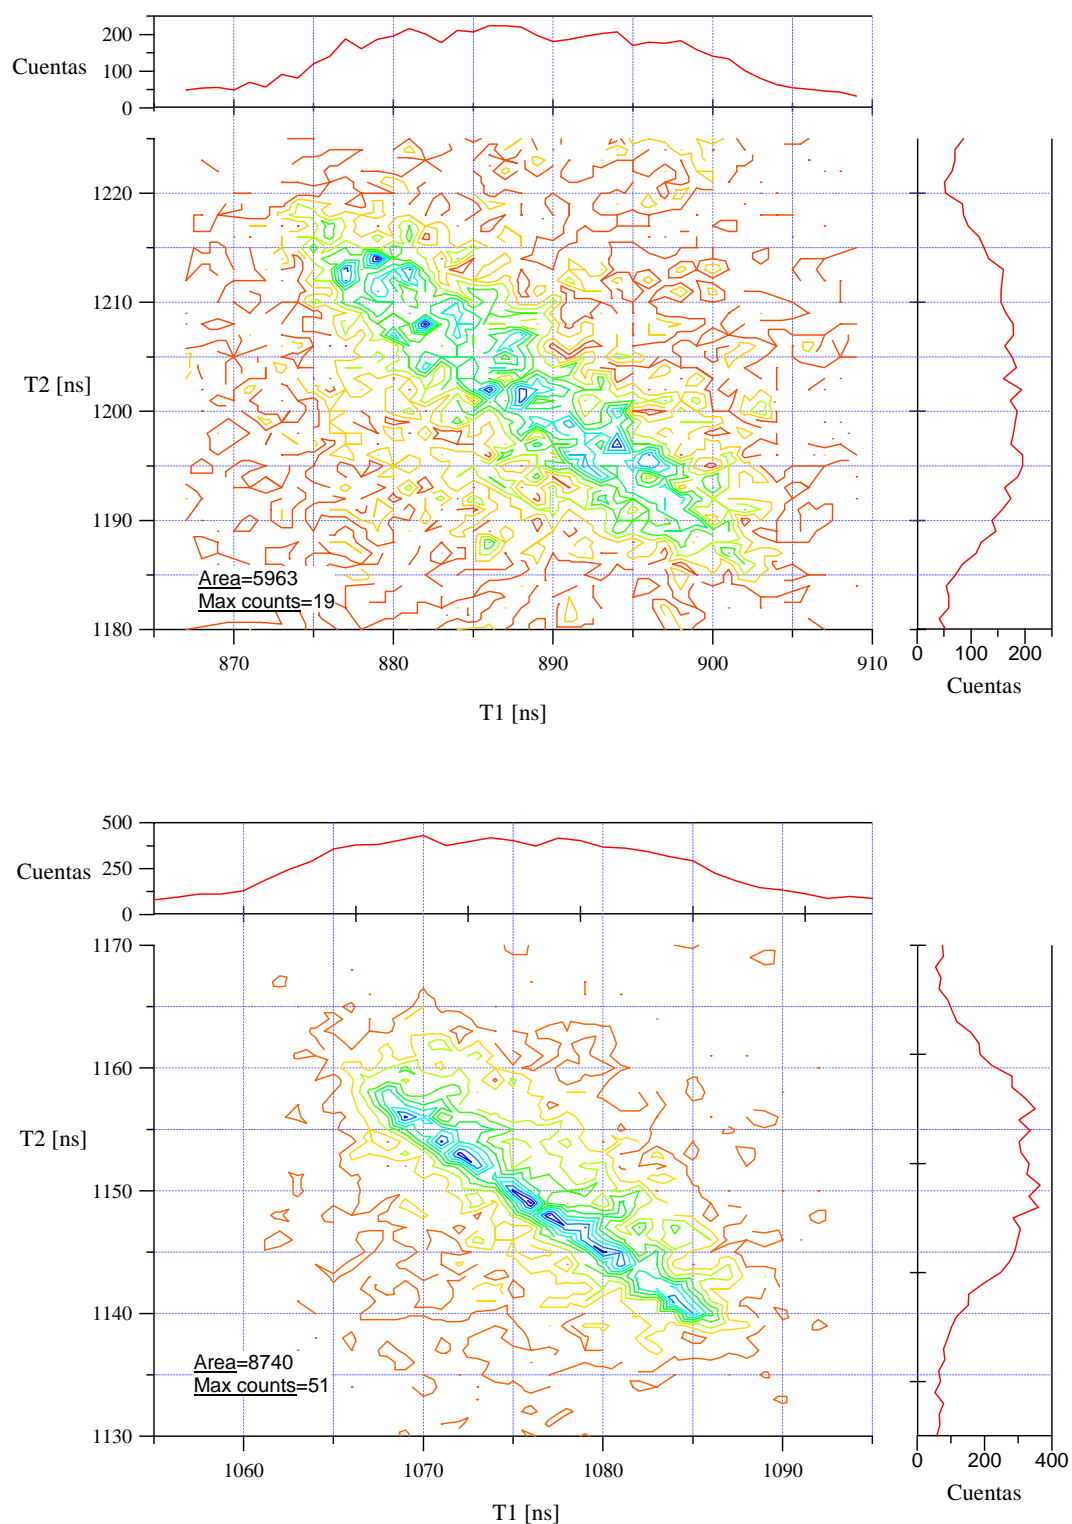 200
100
0
Cuentas
1220
1210
1200
1190
1180
T2 [ns]
Area=5963
Max counts=19
870 880 890 900 910
T1 [ns]
0 100 200
Cuentas
500
250
0
Cuentas
1170
1160
1150
1140
1130
T2 [ns]
Area=8740
Max counts=51
1060 1070 1080 1090
T1 [ns]
0 200 400
Cuentas